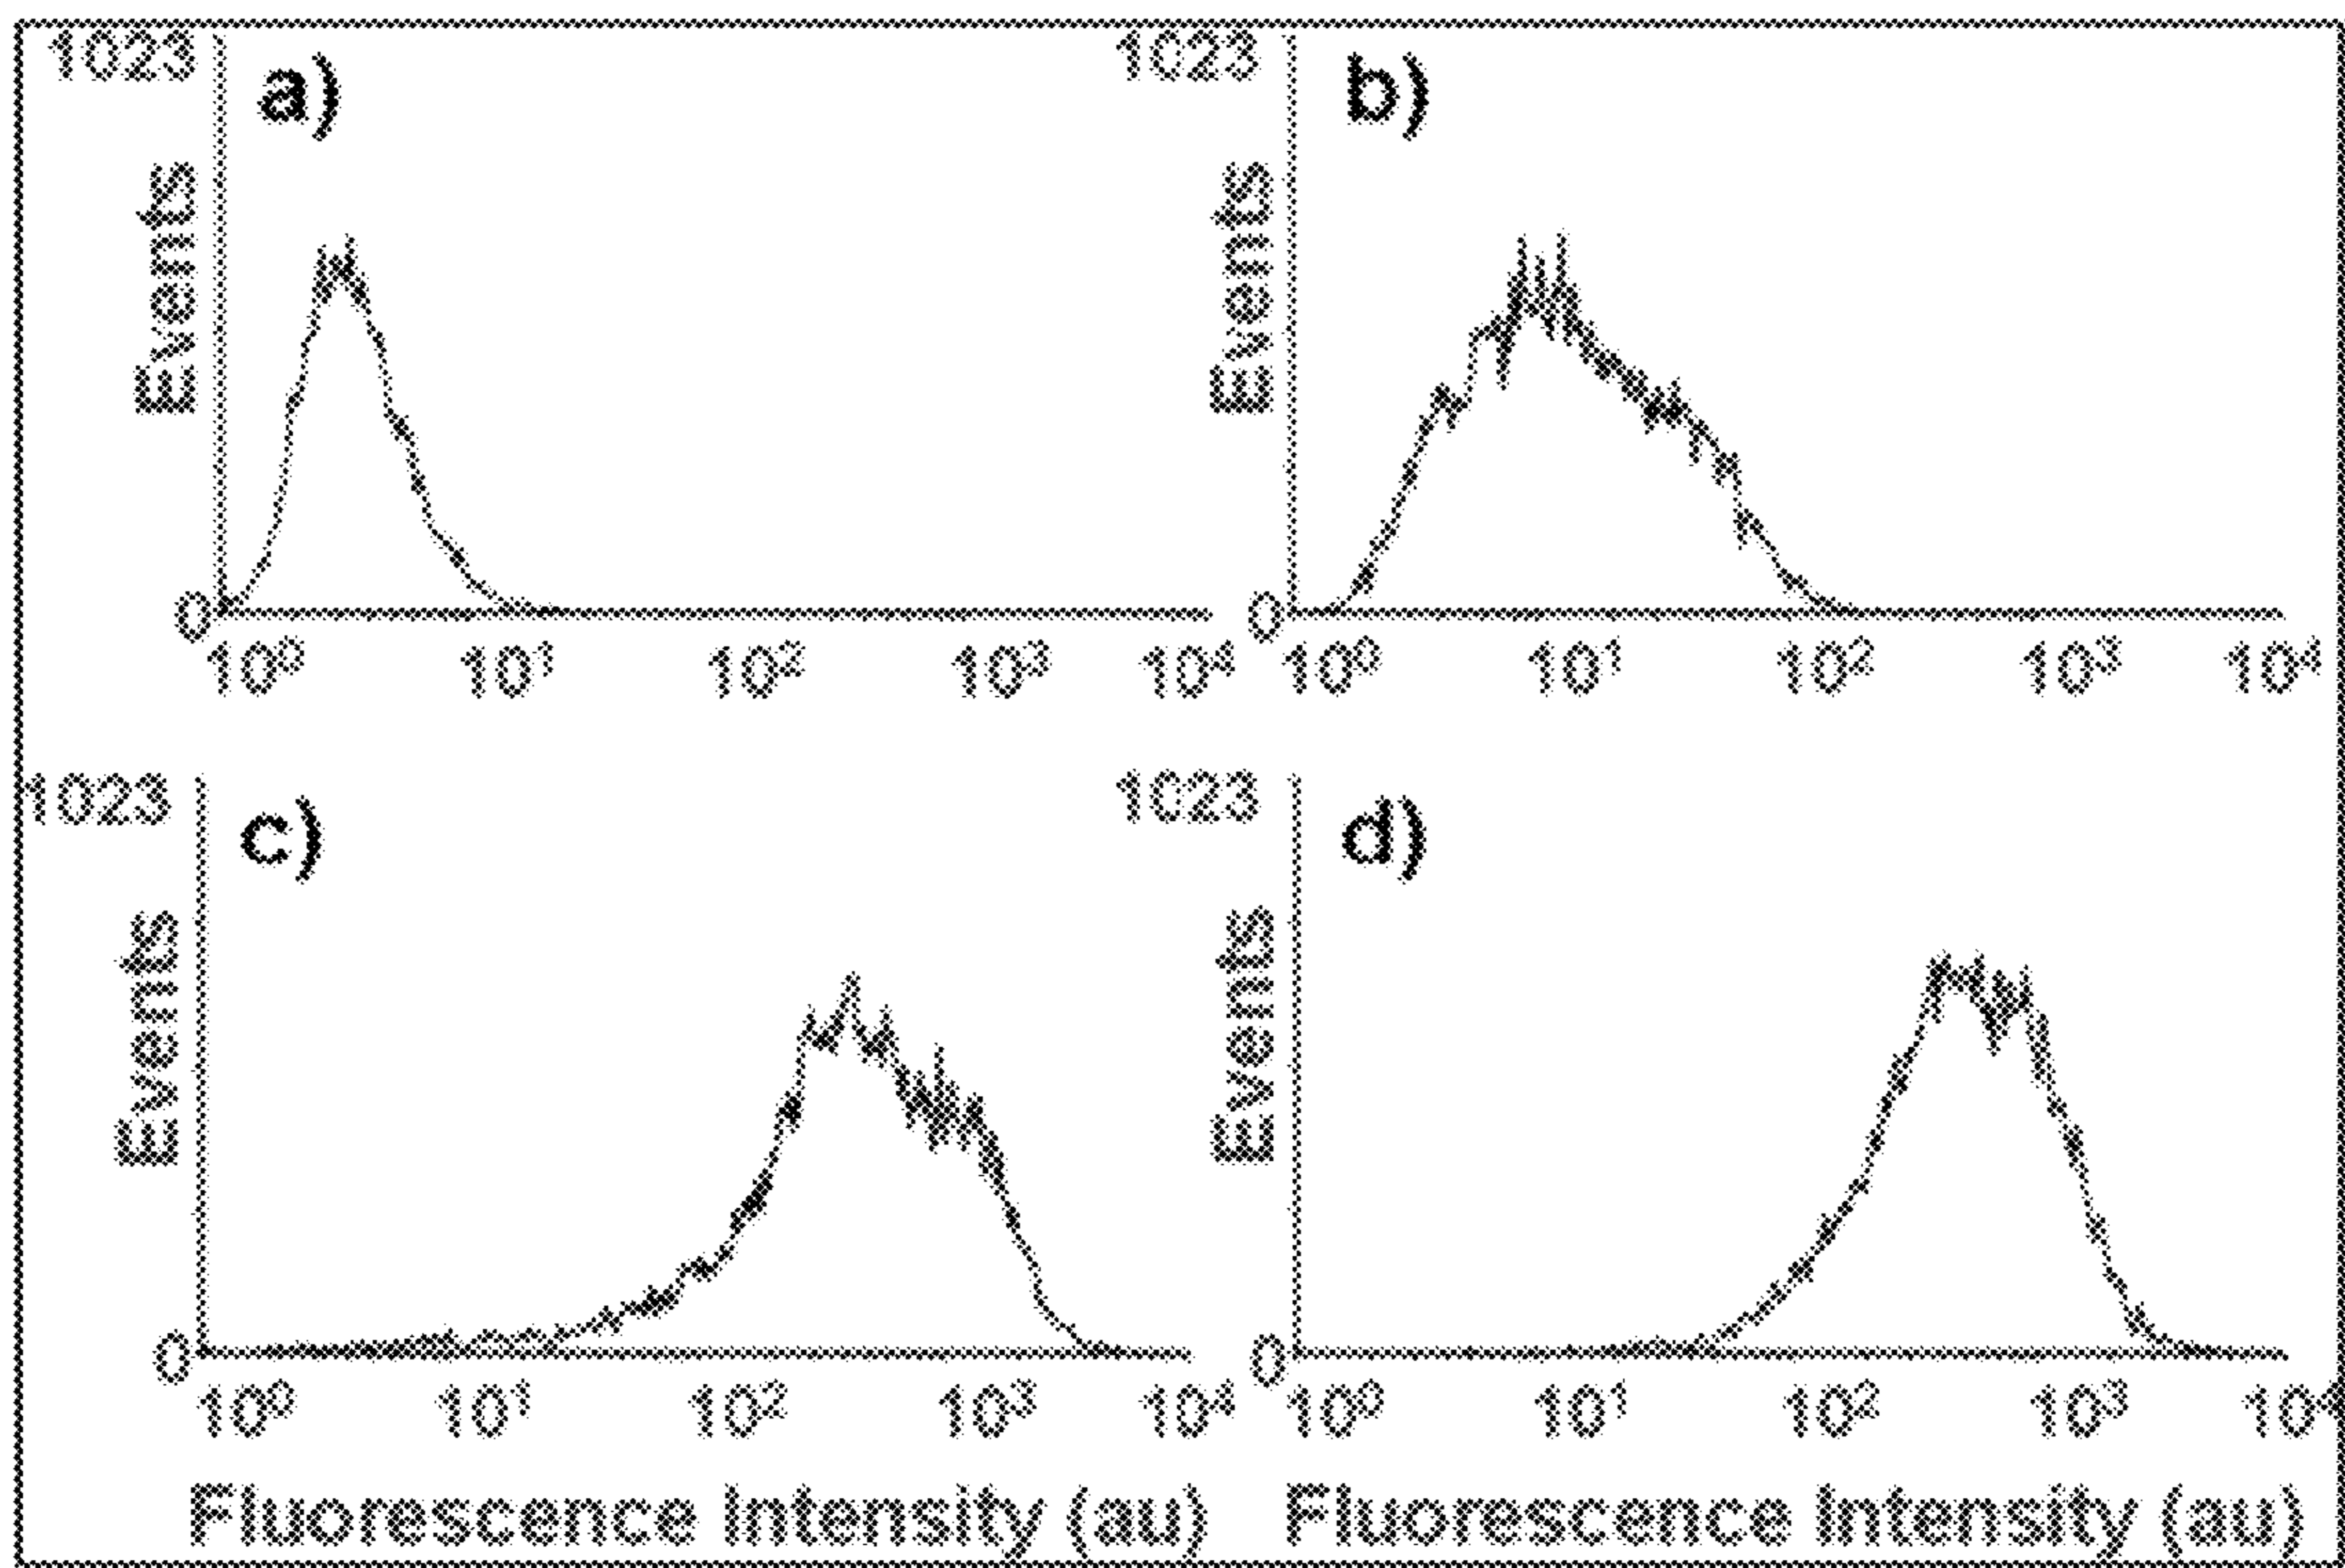 1023
a)
Events
0
10⁰ 10¹ 10² 10³ 10⁴
1023
b)
Events
0
10⁰ 10¹ 10² 10³ 10⁴
1023
c)
Events
0
10⁰ 10¹ 10² 10³ 10⁴
Fluorescence Intensity (au)
1023
d)
Events
0
10⁰ 10¹ 10² 10³ 10⁴
Fluorescence Intensity (au)